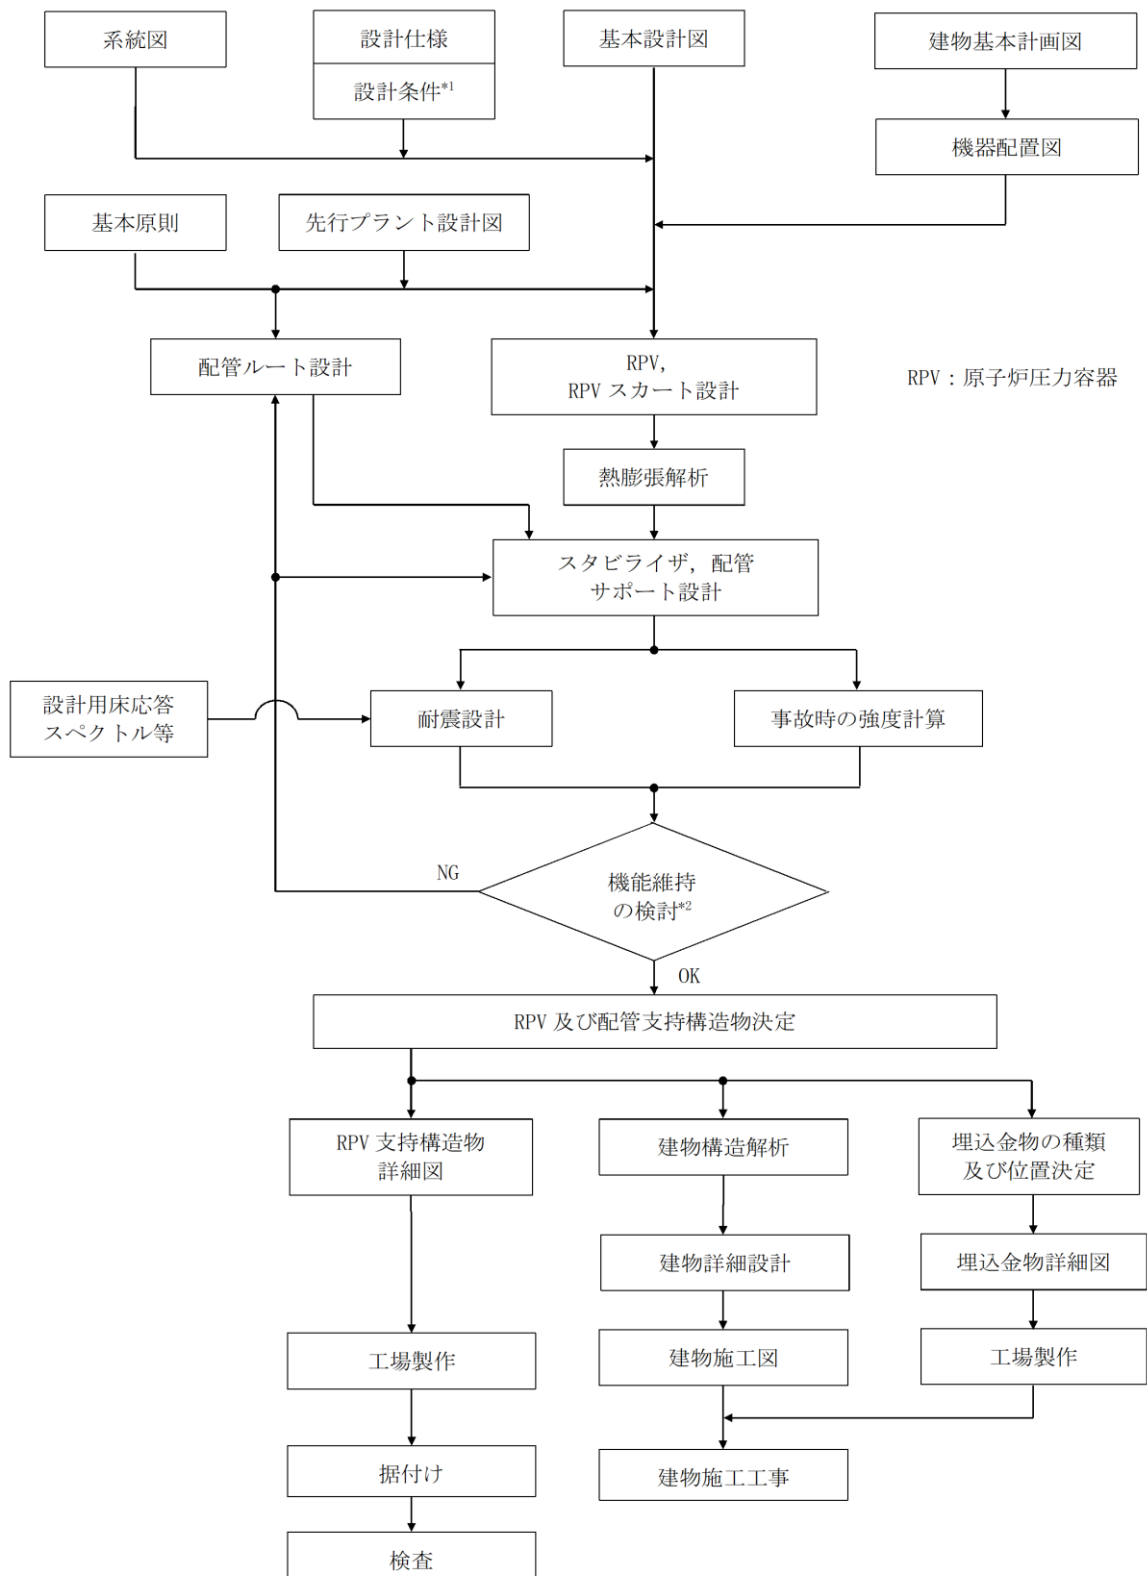 系統図
設計仕様
設計条件*1
基本設計図
建物基本計画図
機器配置図
基本原則
先行プラント設計図
配管ルート設計
RPV,
RPV スカート設計
RPV：原子炉圧力容器
熱膨張解析
スタビライザ，配管
サポート設計
設計用床応答
スペクトル等
耐震設計
事故時の強度計算
NG
機能維持
の検討*2
OK
RPV 及び配管支持構造物決定
RPV 支持構造物
詳細図
建物構造解析
埋込金物の種類
及び位置決定
建物詳細設計
埋込金物詳細図
工場製作
建物施工図
工場製作
据付け
建物施工工事
検査